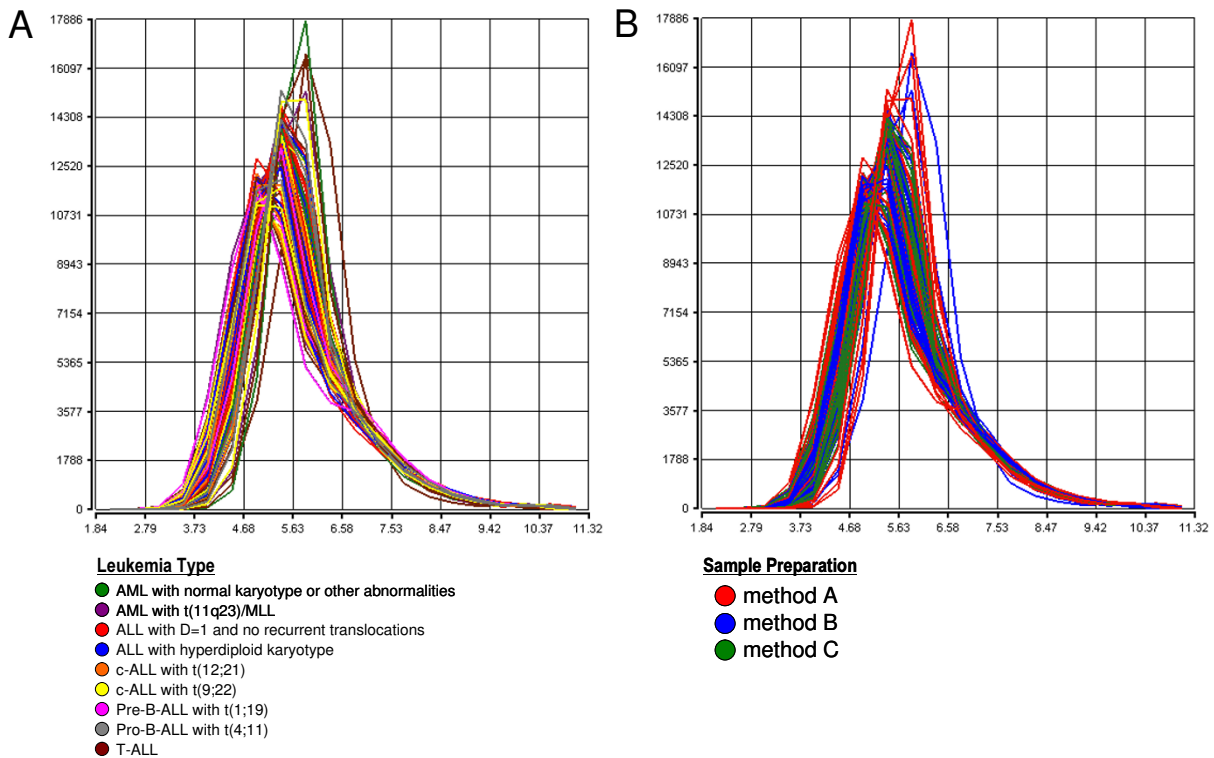 A
17886
16097
14308
12520
10731
8943
7154
5365
3577
1788
0
1.84 2.79 3.73 4.68 5.63 6.58 7.53 8.47 9.42 10.37 11.32
Leukemia Type
AML with normal karyotype or other abnormalities
AML with t(11q23)/MLL
ALL with D=1 and no recurrent translocations
ALL with hyperdiploid karyotype
c-ALL with t(12;21)
c-ALL with t(9;22)
Pre-B-ALL with t(1;19)
Pro-B-ALL with t(4;11)
T-ALL
B
17886
16097
14308
12520
10731
8943
7154
5365
3577
1788
0
1.84 2.79 3.73 4.68 5.63 6.58 7.53 8.47 9.42 10.37 11.32
Sample Preparation
method A
method B
method C